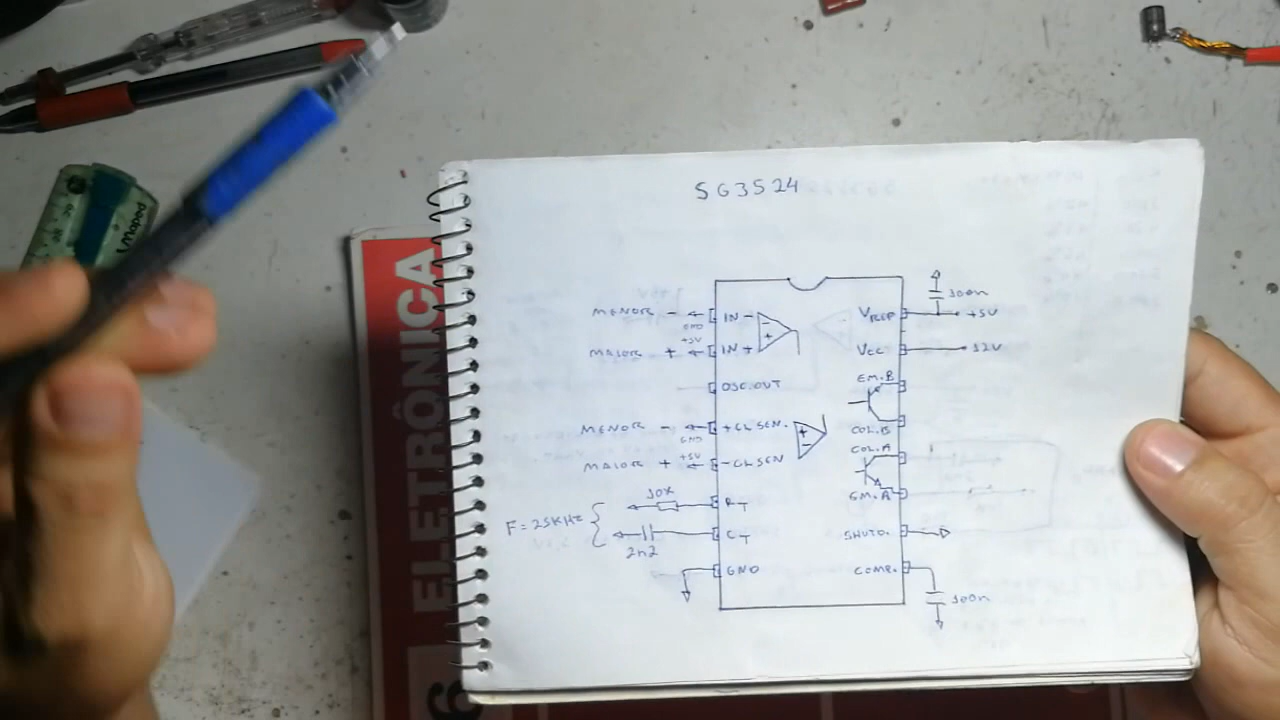 SG3524
MENOR - GND IN -
MAIOR + +5V IN +
OSC.OUT
MENOR - GND + CL SEN.
MAIOR + +5V - CL SEN
10K RT
F = 25KHz
2n2 CT
GND
100n
VREF +5V
VCC 12V
EM.B
COL.B
COL.A
EM.A
SHUTD.
COMP.
100n
ELETRÔNICA
6